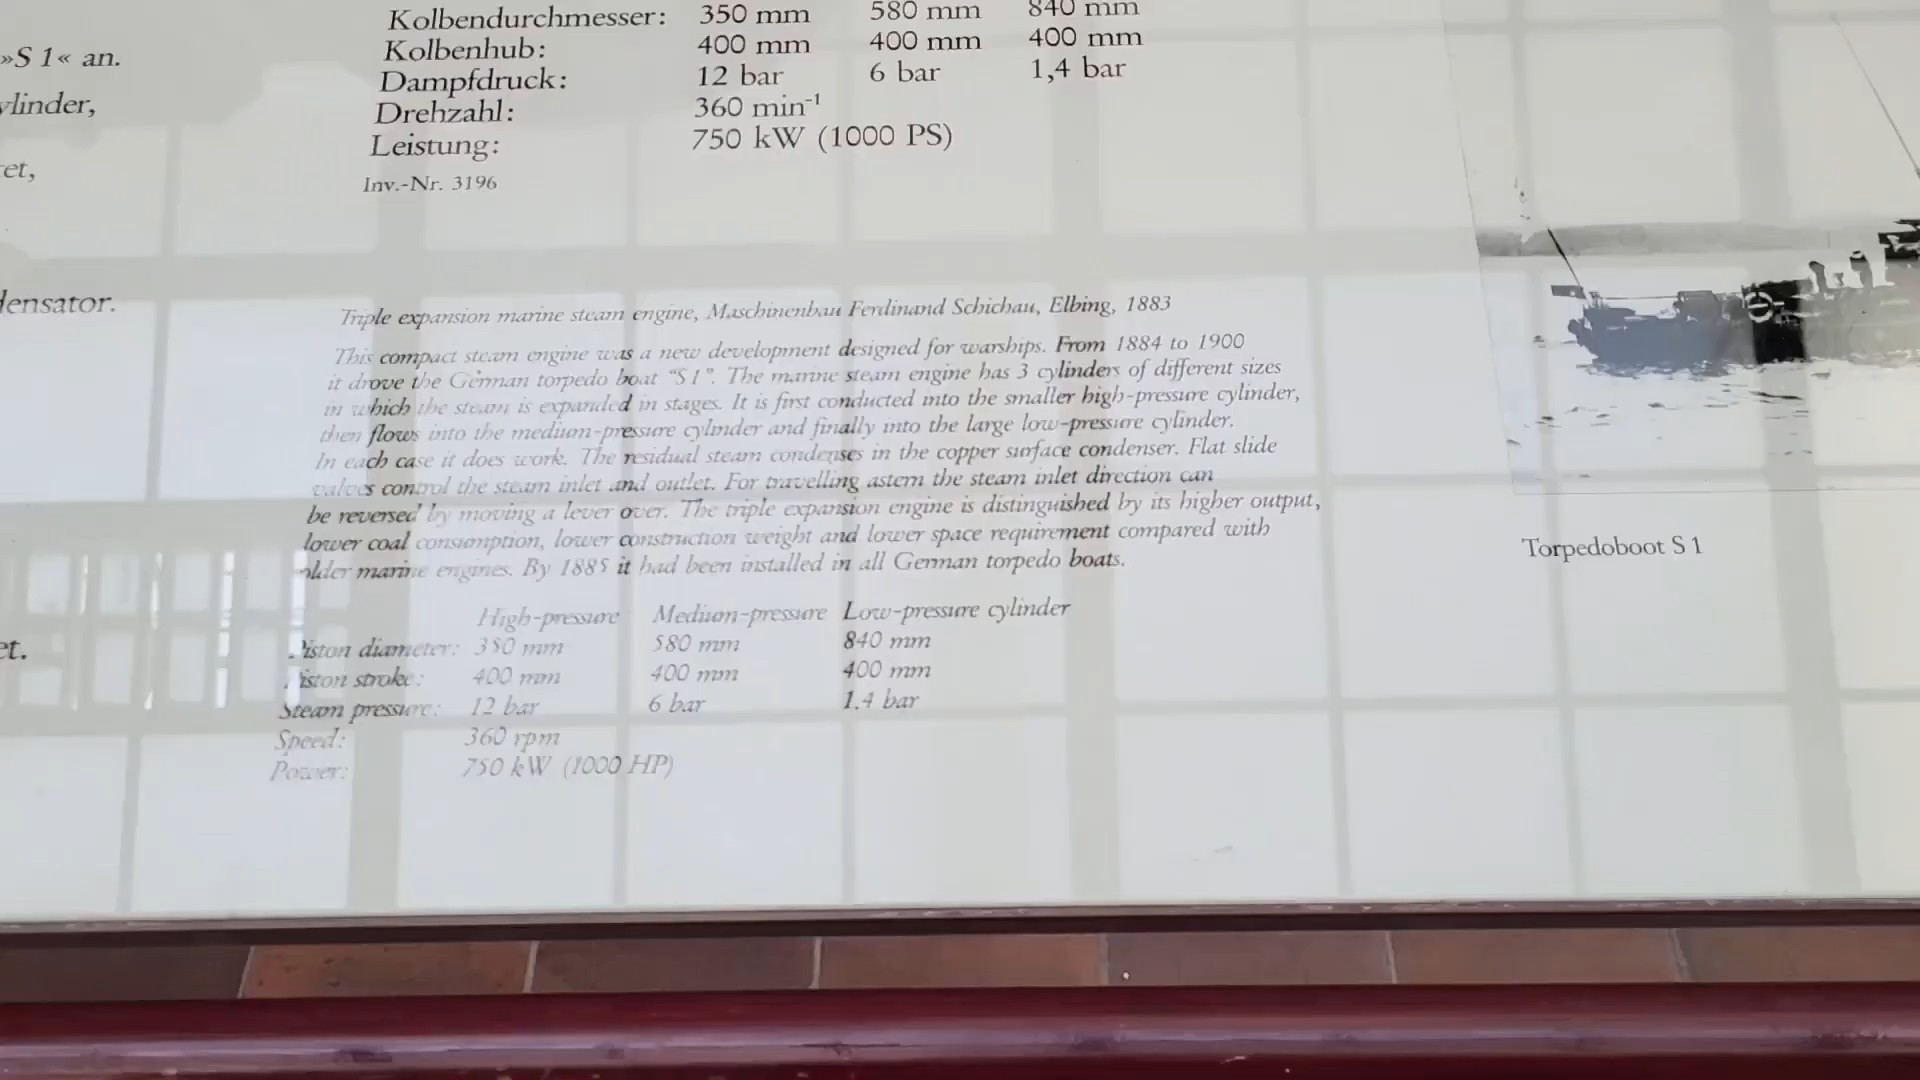 »S 1« an.
ylinder,
et,
densator.
et.
Kolbendurchmesser: 350 mm 580 mm 840 mm
Kolbenhub: 400 mm 400 mm 400 mm
Dampfdruck: 12 bar 6 bar 1,4 bar
Drehzahl: 360 min⁻¹
Leistung: 750 kW (1000 PS)
Inv.-Nr. 3196
Triple expansion marine steam engine, Maschinenbau Ferdinand Schichau, Elbing, 1883
This compact steam engine was a new development designed for warships. From 1884 to 1900
it drove the German torpedo boat “S1”. The marine steam engine has 3 cylinders of different sizes
in which the steam is expanded in stages. It is first conducted into the smaller high-pressure cylinder,
then flows into the medium-pressure cylinder and finally into the large low-pressure cylinder.
In each case it does work. The residual steam condenses in the copper surface condenser. Flat slide
valves control the steam inlet and outlet. For travelling astern the steam inlet direction can
be reversed by moving a lever over. The triple expansion engine is distinguished by its higher output,
lower coal consumption, lower construction weight and lower space requirement compared with
older marine engines. By 1885 it had been installed in all German torpedo boats.
High-pressure Medium-pressure Low-pressure cylinder
Piston diameter: 350 mm 580 mm 840 mm
Piston stroke: 400 mm 400 mm 400 mm
Steam pressure: 12 bar 6 bar 1.4 bar
Speed: 360 rpm
Power: 750 kW (1000 HP)
Torpedoboot S 1